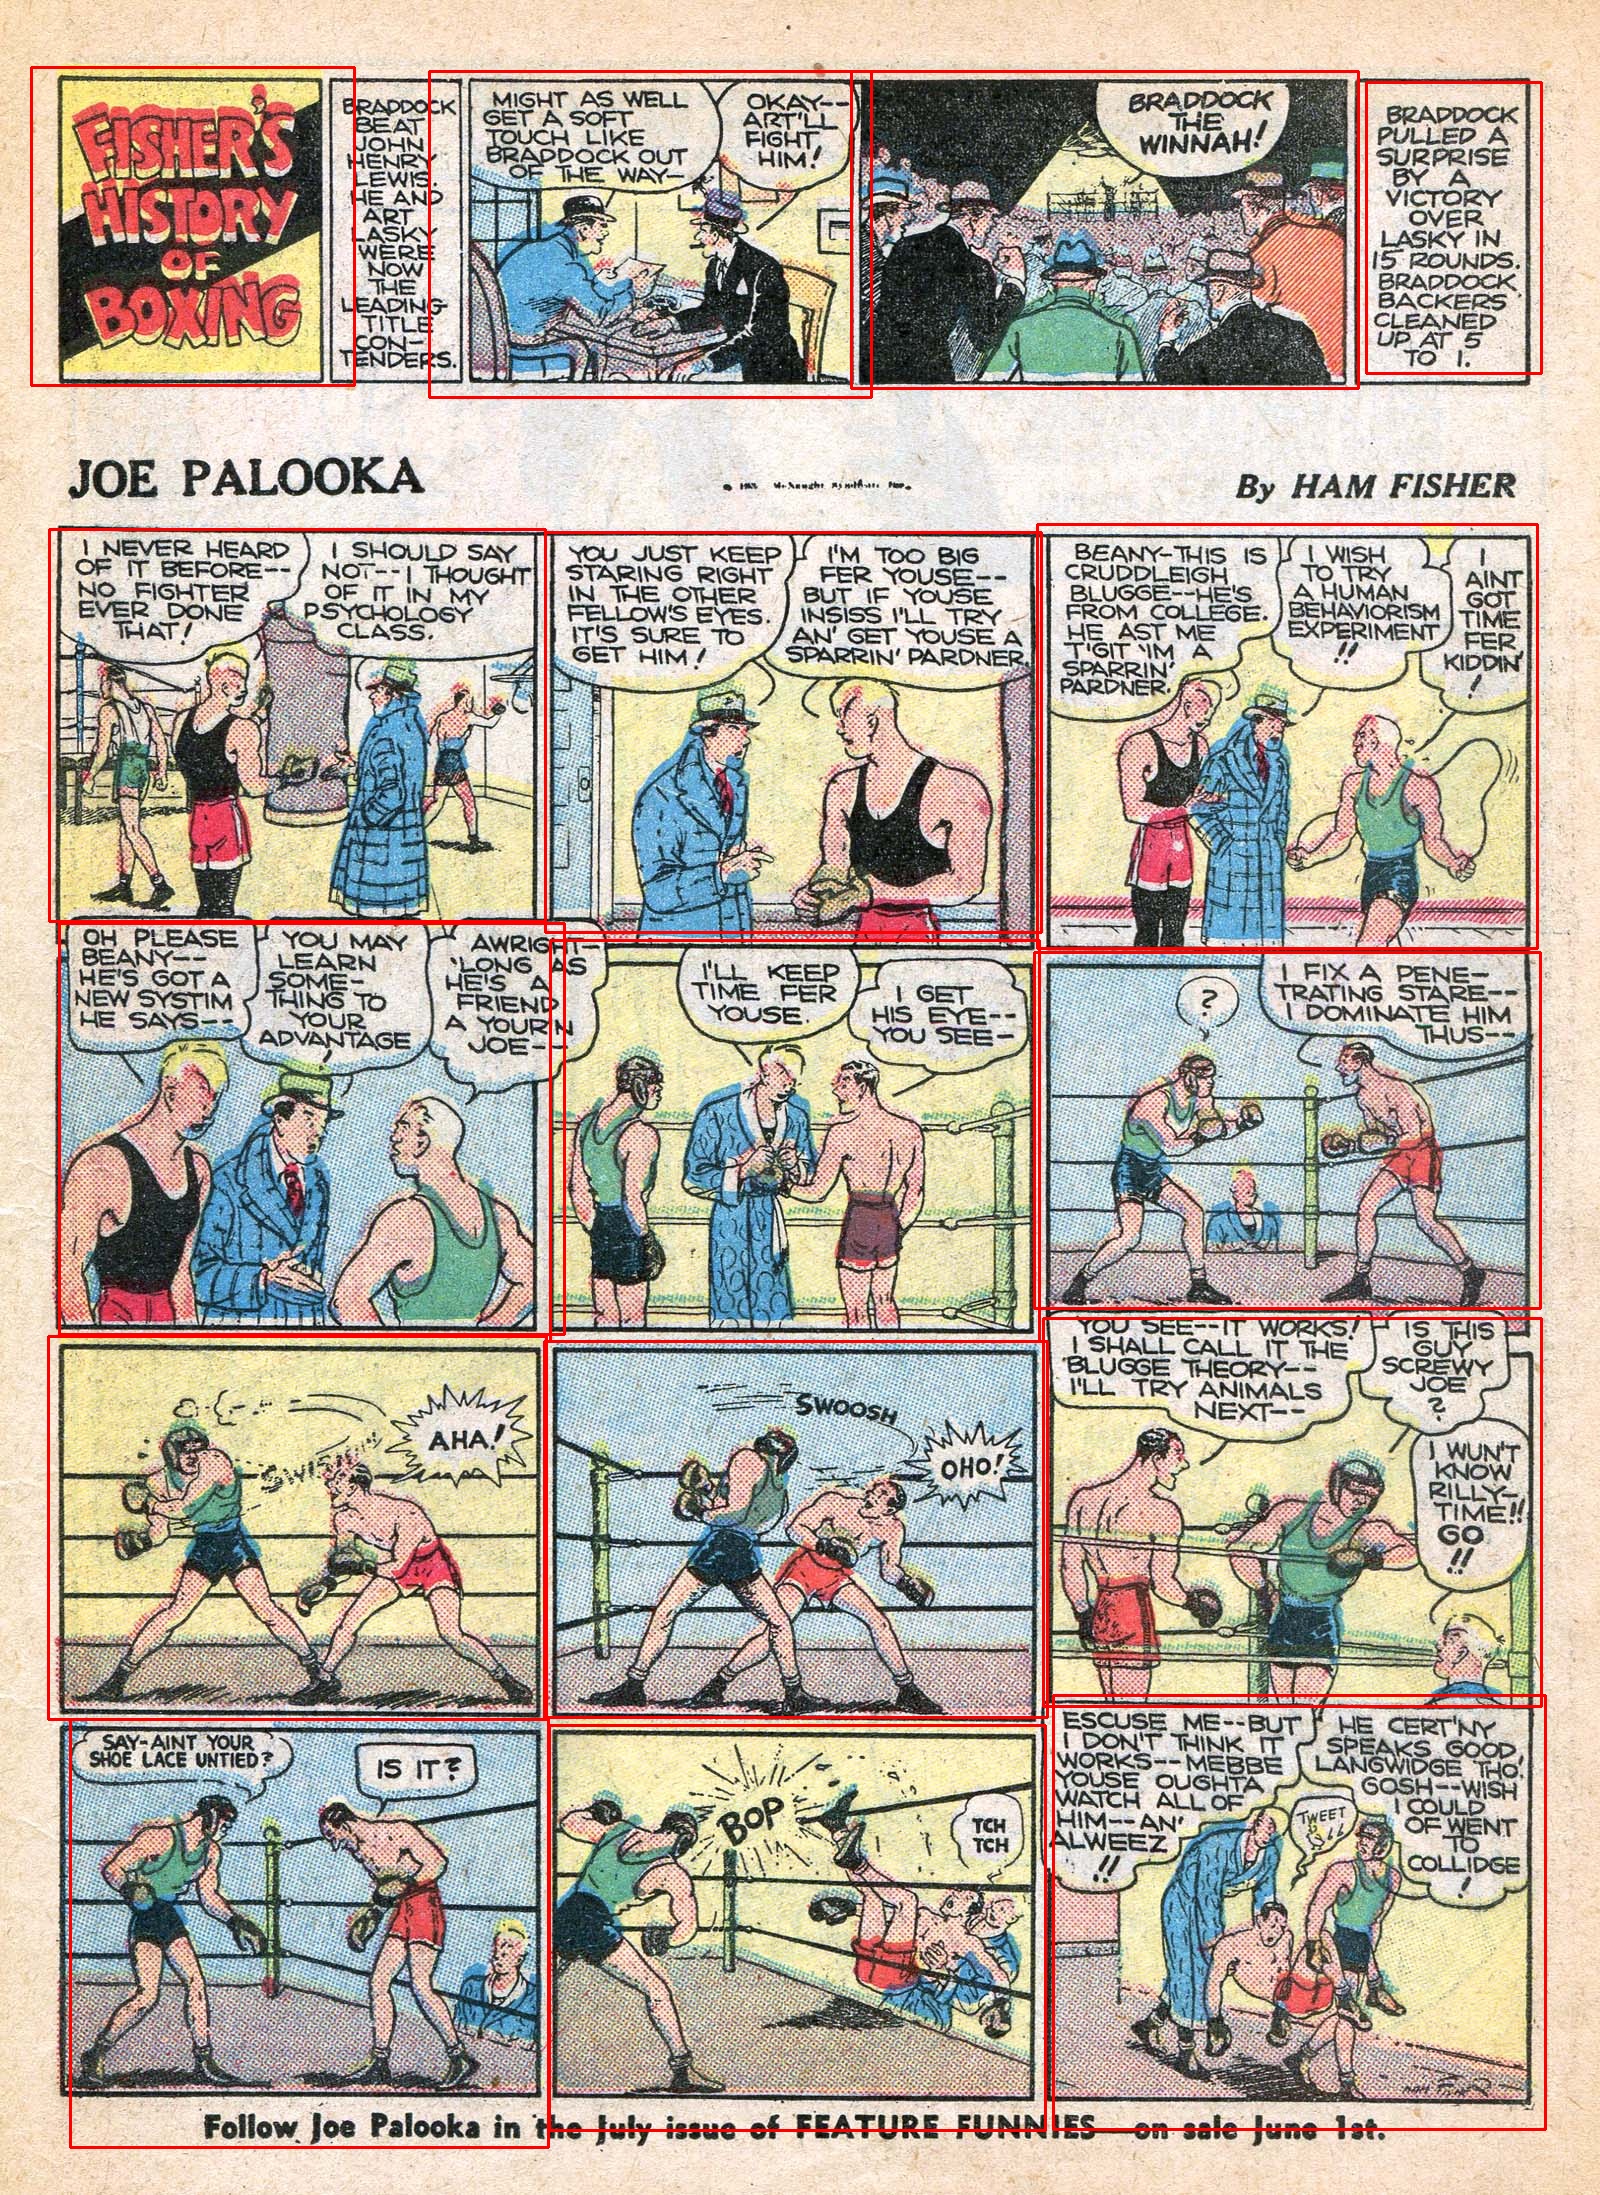 FISHER'S
HISTORY
OF
BOXING
BRADDOCK
BEAT
JOHN
HENRY
LEWIS.
HE AND
ART
LASKY
WERE
NOW
THE
LEADING
TITLE
CON-
TENDERS.
MIGHT AS WELL
GET A SOFT
TOUCH LIKE
BRADDOCK OUT
OF THE WAY—
OKAY--
ART'LL
FIGHT
HIM!
BRADDOCK
THE
WINNAH!
BRADDOCK
PULLED A
SURPRISE
BY A
VICTORY
OVER
LASKY IN
15 ROUNDS.
BRADDOCK
BACKERS
CLEANED
UP AT 5
TO 1.
JOE PALOOKA
By HAM FISHER
I NEVER HEARD
OF IT BEFORE--
NO FIGHTER
EVER DONE
THAT!
I SHOULD SAY
NOT--I THOUGHT
OF IT IN MY
PSYCHOLOGY
CLASS.
YOU JUST KEEP
STARING RIGHT
IN THE OTHER
FELLOW'S EYES.
IT'S SURE TO
GET HIM!
I'M TOO BIG
FER YOUSE--
BUT IF YOUSE
INSISS I'LL TRY
AN' GET YOUSE A
SPARRIN' PARDNER.
BEANY-THIS IS
CRUDDLEIGH
BLUGGE--HE'S
FROM COLLEGE.
HE AST ME
T'GIT 'IM A
SPARRIN'
PARDNER.
I WISH
TO TRY
A HUMAN
BEHAVIORISM
EXPERIMENT
!!
I
AINT
GOT
TIME
FER
KIDDIN'
!
OH PLEASE
BEANY--
HE'S GOT A
NEW SYSTIM
HE SAYS--
YOU MAY
LEARN
SOME-
THING TO
YOUR
ADVANTAGE
AWRIGHT-
'LONG AS
HE'S A
FRIEND
A YOUR'N
JOE--
I'LL KEEP
TIME FER
YOUSE.
I GET
HIS EYE--
YOU SEE-
?
I FIX A PENE-
TRATING STARE--
I DOMINATE HIM
THUS--
SWISH
AHA!
SWOOSH
OHO!
YOU SEE--IT WORKS!
I SHALL CALL IT THE
BLUGGE THEORY--
I'LL TRY ANIMALS
NEXT--
IS THIS
GUY
SCREWY
JOE
?
I WUN'T
KNOW
RILLY-
TIME!!
GO
!!
SAY-AINT YOUR
SHOE LACE UNTIED?
IS IT?
BOP
TCH
TCH
ESCUSE ME--BUT
I DON'T THINK IT
WORKS--MEBBE
YOUSE OUGHTA
WATCH ALL OF
HIM--AN'
ALWEEZ
!!
TWEET
HE CERT'NY
SPEAKS GOOD
LANGWIDGE THO'.
GOSH--WISH
I COULD
OF WENT
TO
COLLIDGE
!
HAM FISHER
Follow Joe Palooka in the July issue of FEATURE FUNNIES—on sale June 1st.